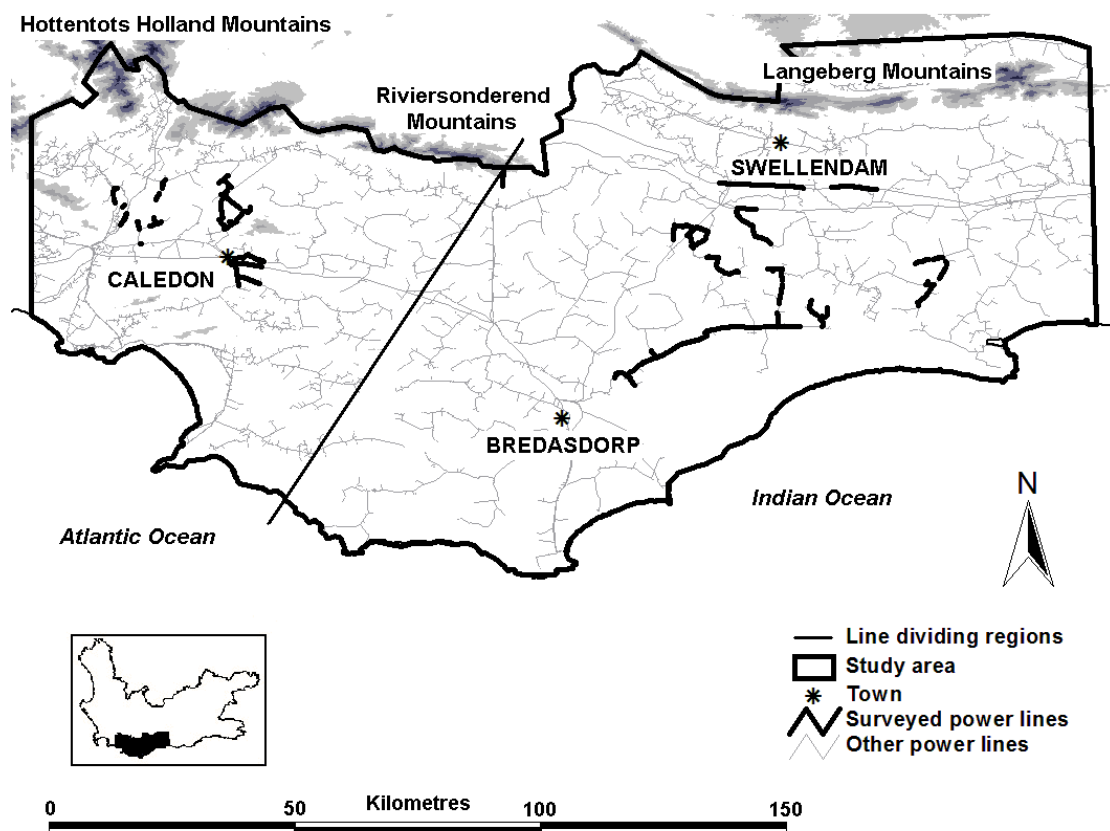 Hottentots Holland Mountains
Riviersonderend
Mountains
Langeberg Mountains
SWELLENDAM
CALEDON
BREDASDORP
Indian Ocean
Atlantic Ocean
N
Line dividing regions
Study area
Town
Surveyed power lines
Other power lines
0 50 Kilometres 100 150